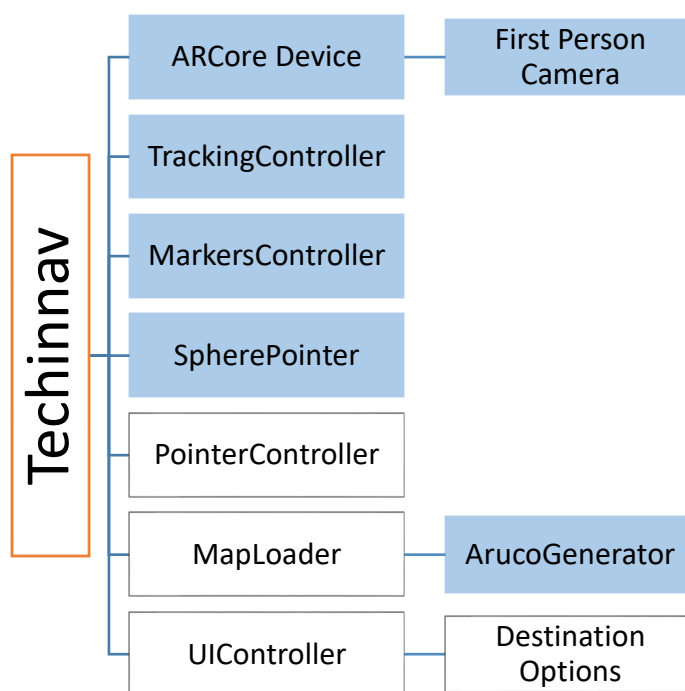 Techinnav
ARCore Device
First Person
Camera
TrackingController
MarkersController
SpherePointer
PointerController
MapLoader
ArucoGenerator
UIController
Destination
Options